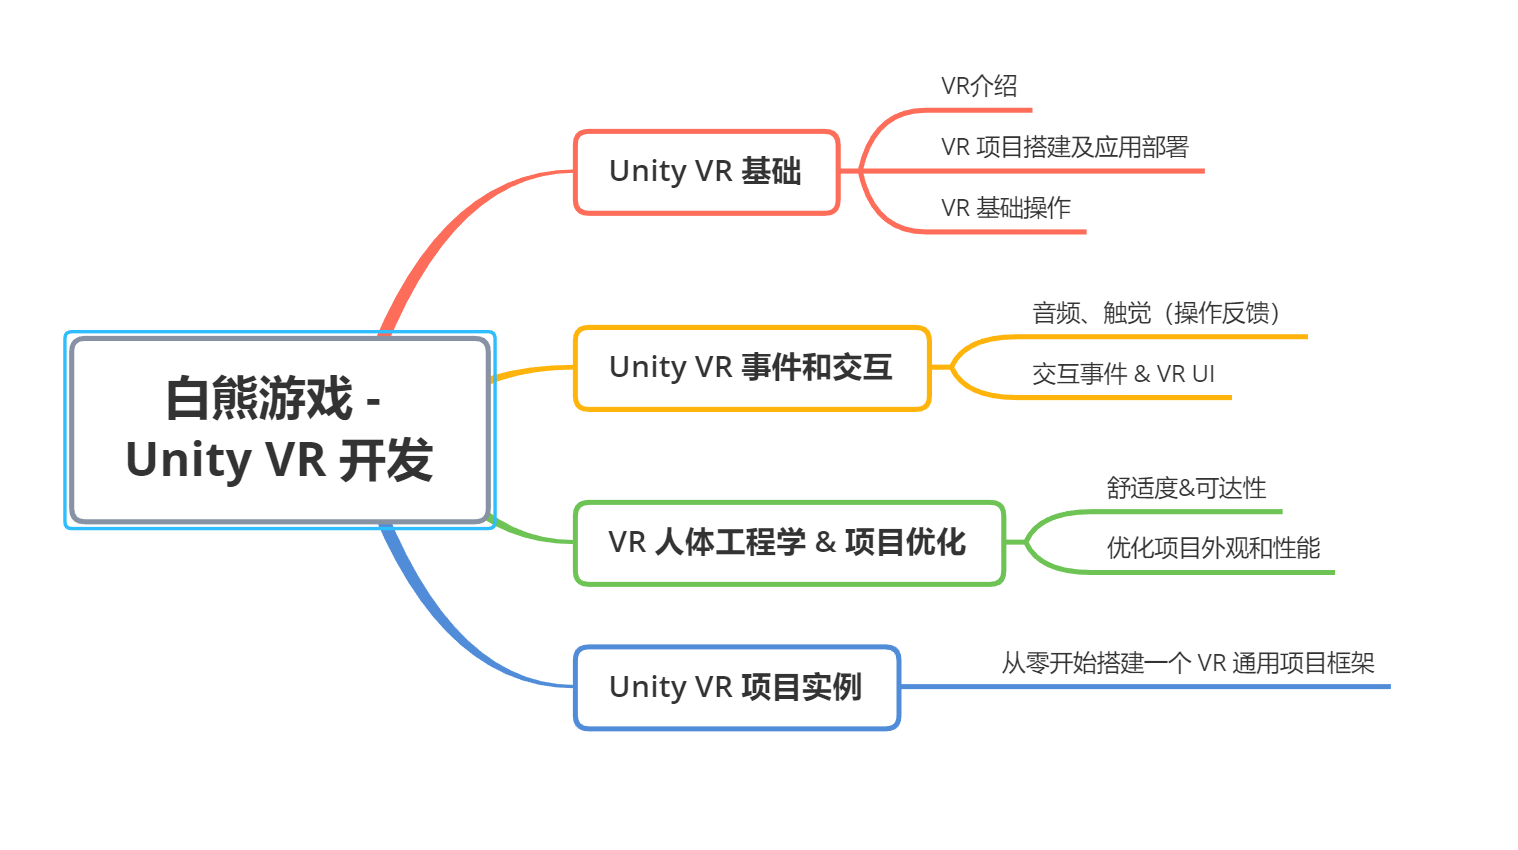 白熊游戏 -
Unity VR 开发
Unity VR 基础
VR介绍
VR 项目搭建及应用部署
VR 基础操作
Unity VR 事件和交互
音频、触觉（操作反馈）
交互事件 & VR UI
VR 人体工程学 & 项目优化
舒适度&可达性
优化项目外观和性能
Unity VR 项目实例
从零开始搭建一个 VR 通用项目框架